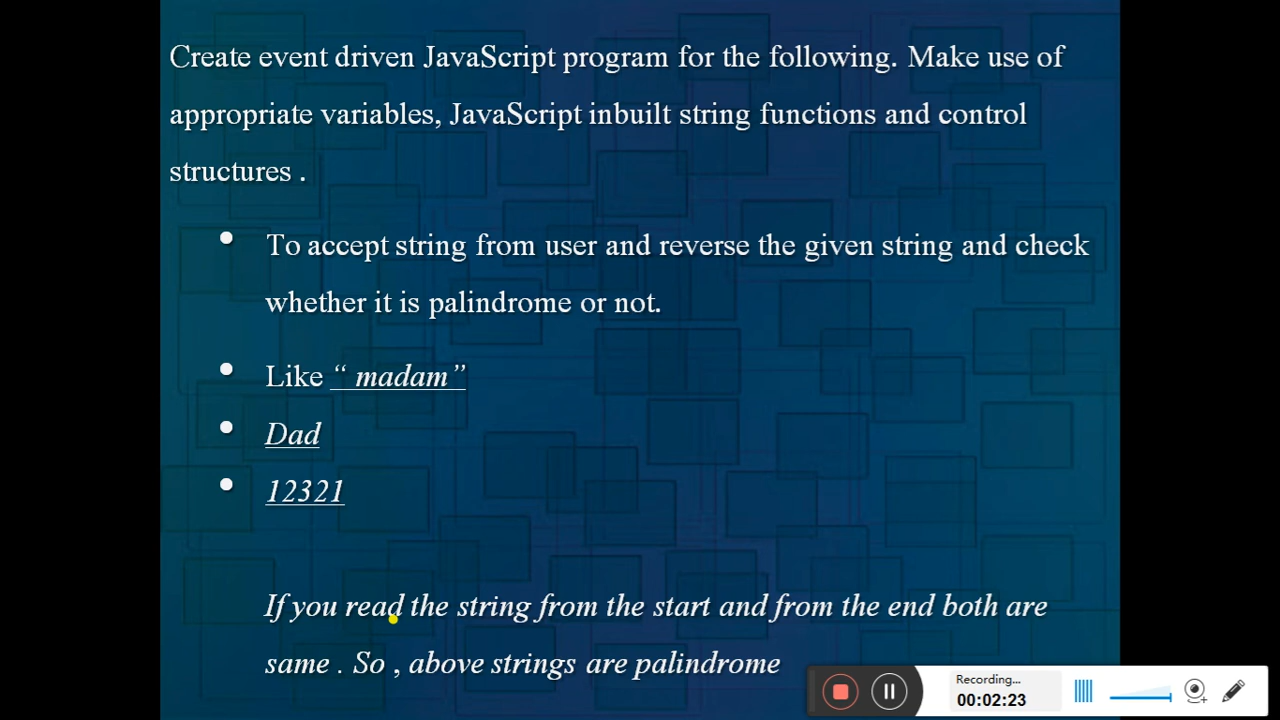 Create event driven JavaScript program for the following. Make use of
appropriate variables, JavaScript inbuilt string functions and control
structures .
• To accept string from user and reverse the given string and check
whether it is palindrome or not.
• Like “ madam”
• Dad
• 12321
If you read the string from the start and from the end both are
same . So , above strings are palindrome
Recording...
00:02:23